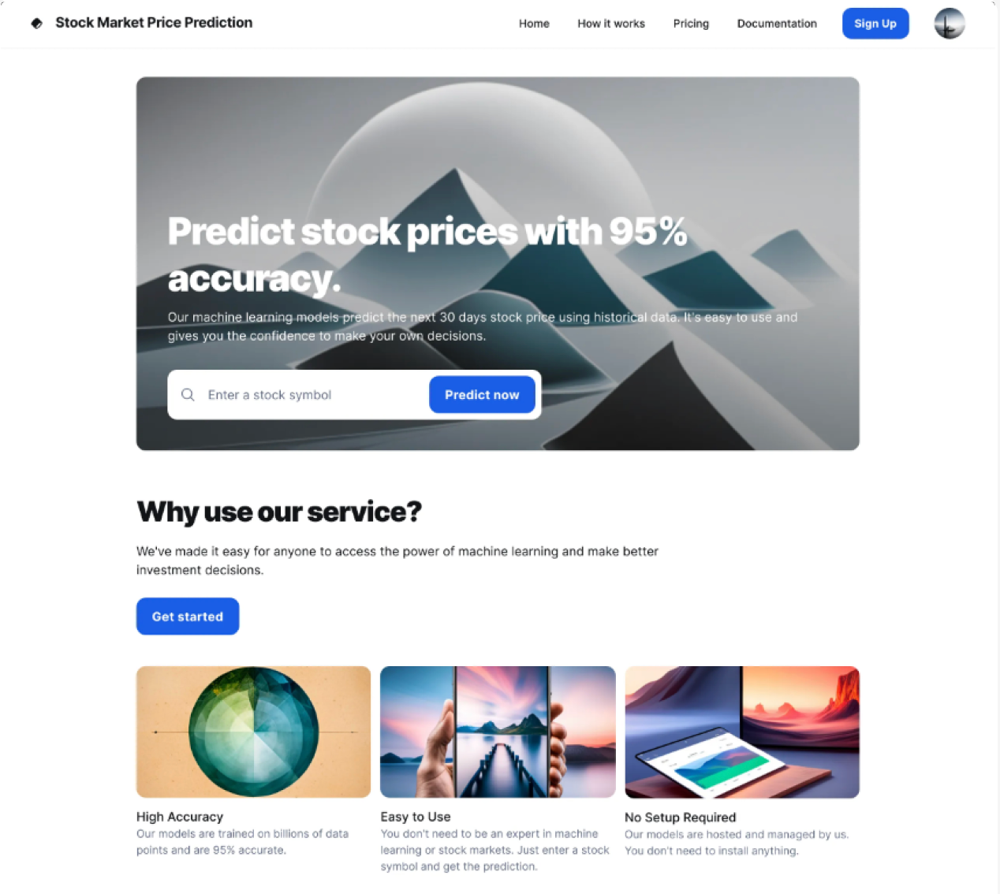 Stock Market Price Prediction
Home
How it works
Pricing
Documentation
Sign Up
Predict stock prices with 95%
accuracy.
Our machine learning models predict the next 30 days stock price using historical data. It's easy to use and
gives you the confidence to make your own decisions.
Enter a stock symbol
Predict now
Why use our service?
We've made it easy for anyone to access the power of machine learning and make better
investment decisions.
Get started
High Accuracy
Our models are trained on billions of data
points and are 95% accurate.
Easy to Use
You don't need to be an expert in machine
learning or stock markets. Just enter a stock
symbol and get the prediction.
No Setup Required
Our models are hosted and managed by us.
You don't need to install anything.